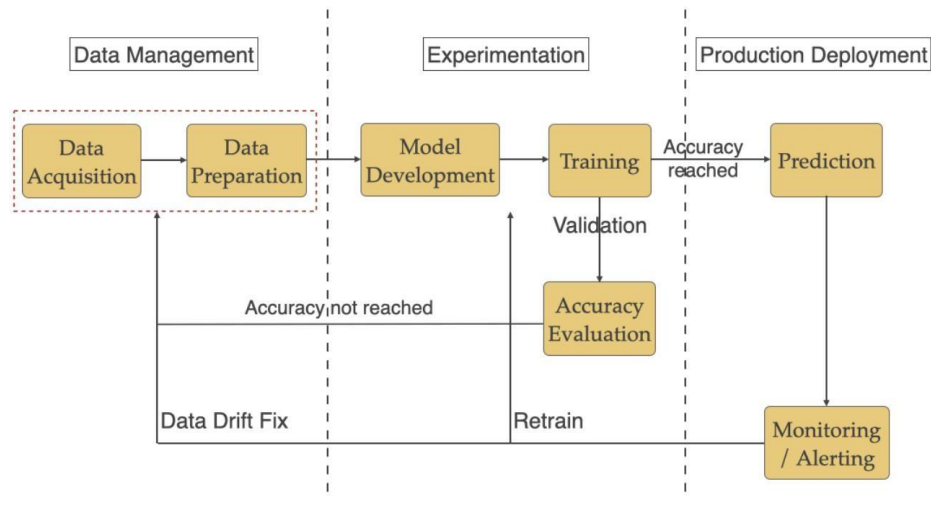 Data Management
Experimentation
Production Deployment
Data
Acquisition
Data
Preparation
Model
Development
Training
Accuracy
reached
Prediction
Validation
Accuracy not reached
Accuracy
Evaluation
Data Drift Fix
Retrain
Monitoring
/ Alerting